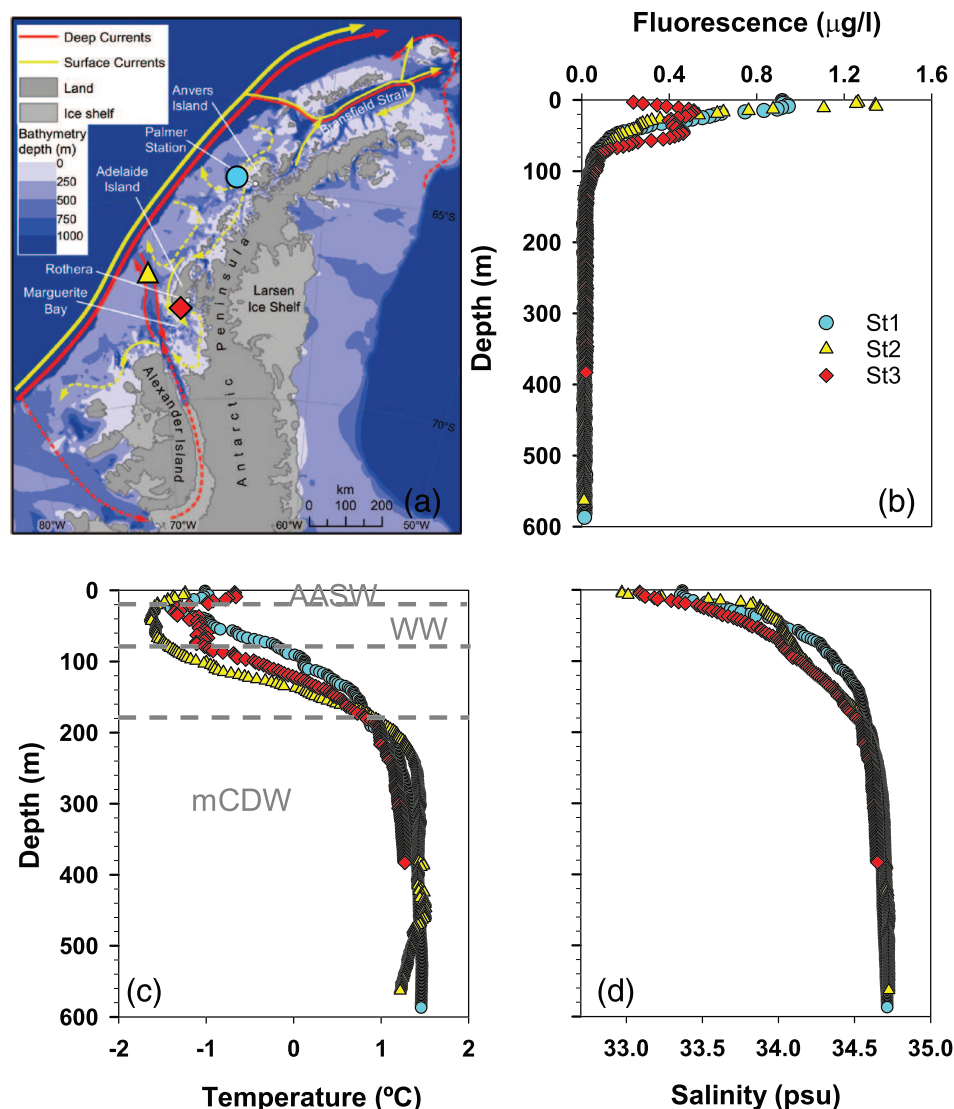 Deep Currents
Surface Currents
Land
Ice shelf
Bathymetry
depth (m)
0
250
500
750
1000
Anvers
Island
Palmer
Station
Adelaide
Island
Rothera
Marguerite
Bay
Bransfield Strait
Larsen
Ice Shelf
Antarctic Peninsula
Alexander Island
65°S
70°S
km
0 100 200
80°W 70°W 60°W 50°W
(a)
Fluorescence (µg/l)
0.0 0.4 0.8 1.2 1.6
0
100
200
300
400
500
600
Depth (m)
St1
St2
St3
(b)
0
100
200
300
400
500
600
Depth (m)
AASW
WW
mCDW
(c)
-2 -1 0 1 2
Temperature (ºC)
(d)
33.0 33.5 34.0 34.5 35.0
Salinity (psu)